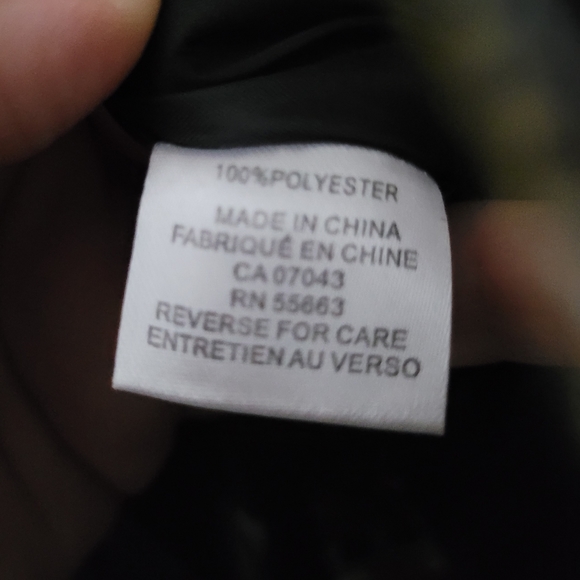 100%POLYESTER
MADE IN CHINA
FABRIQUÉ EN CHINE
CA 07043
RN 55663
REVERSE FOR CARE
ENTRETIEN AU VERSO